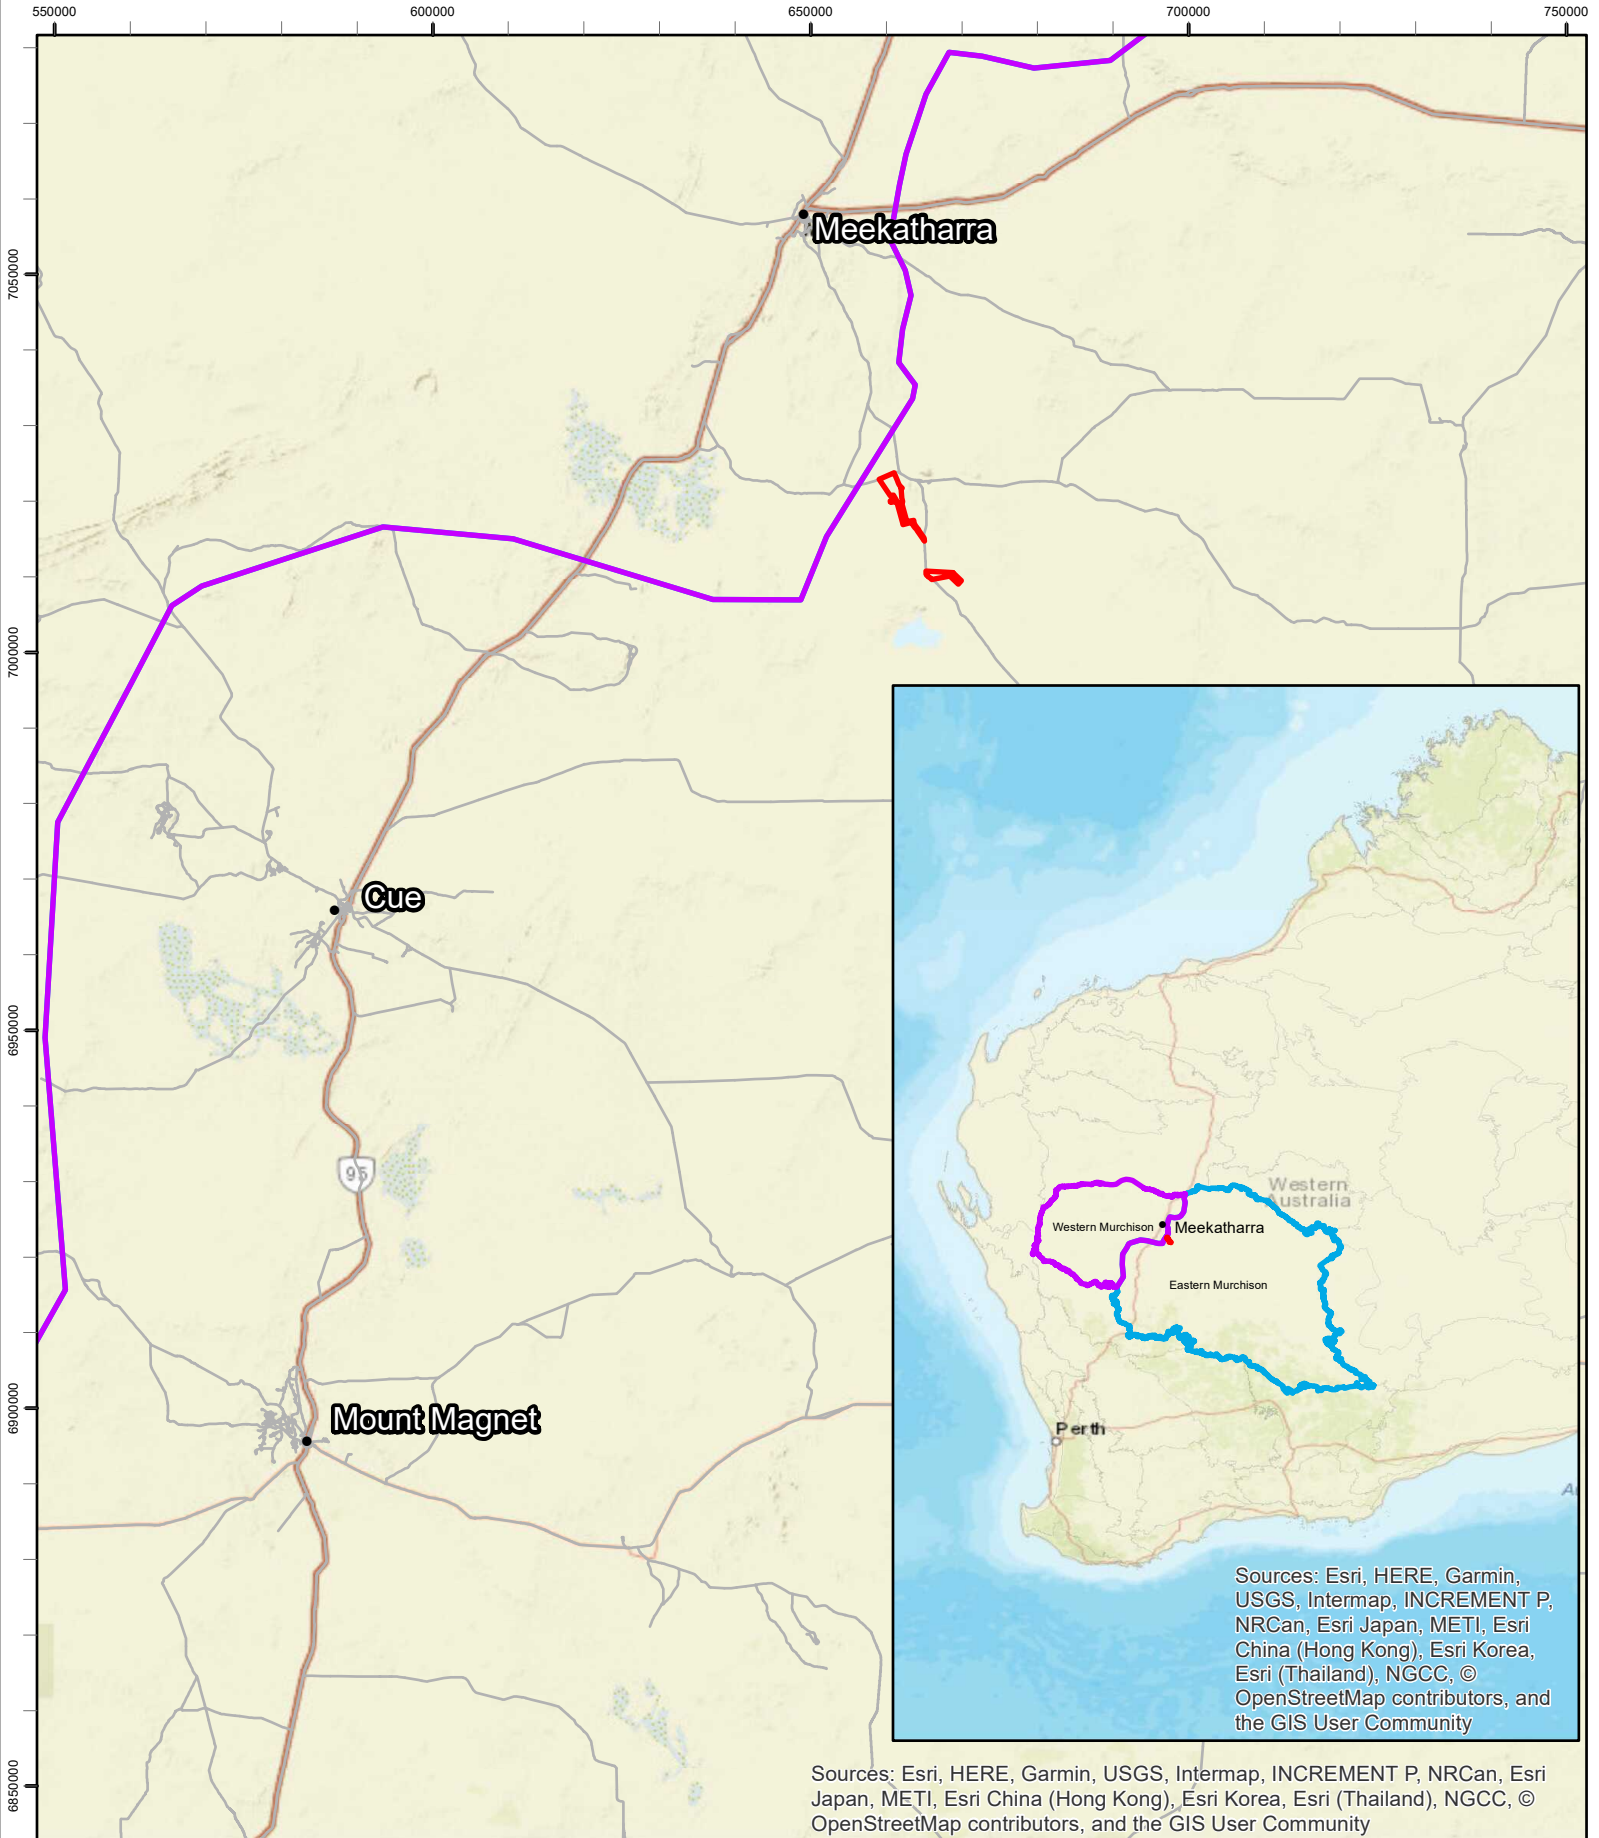 550000
600000
650000
700000
750000
7050000
7000000
6950000
6900000
6850000
Meekatharra
Cue
95
Mount Magnet
Western
Australia
Western Murchison
Meekatharra
Eastern Murchison
Perth
Sources: Esri, HERE, Garmin,
USGS, Intermap, INCREMENT P,
NRCan, Esri Japan, METI, Esri
China (Hong Kong), Esri Korea,
Esri (Thailand), NGCC, ©
OpenStreetMap contributors, and
the GIS User Community
Sources: Esri, HERE, Garmin, USGS, Intermap, INCREMENT P, NRCan, Esri
Japan, METI, Esri China (Hong Kong), Esri Korea, Esri (Thailand), NGCC, ©
OpenStreetMap contributors, and the GIS User Community